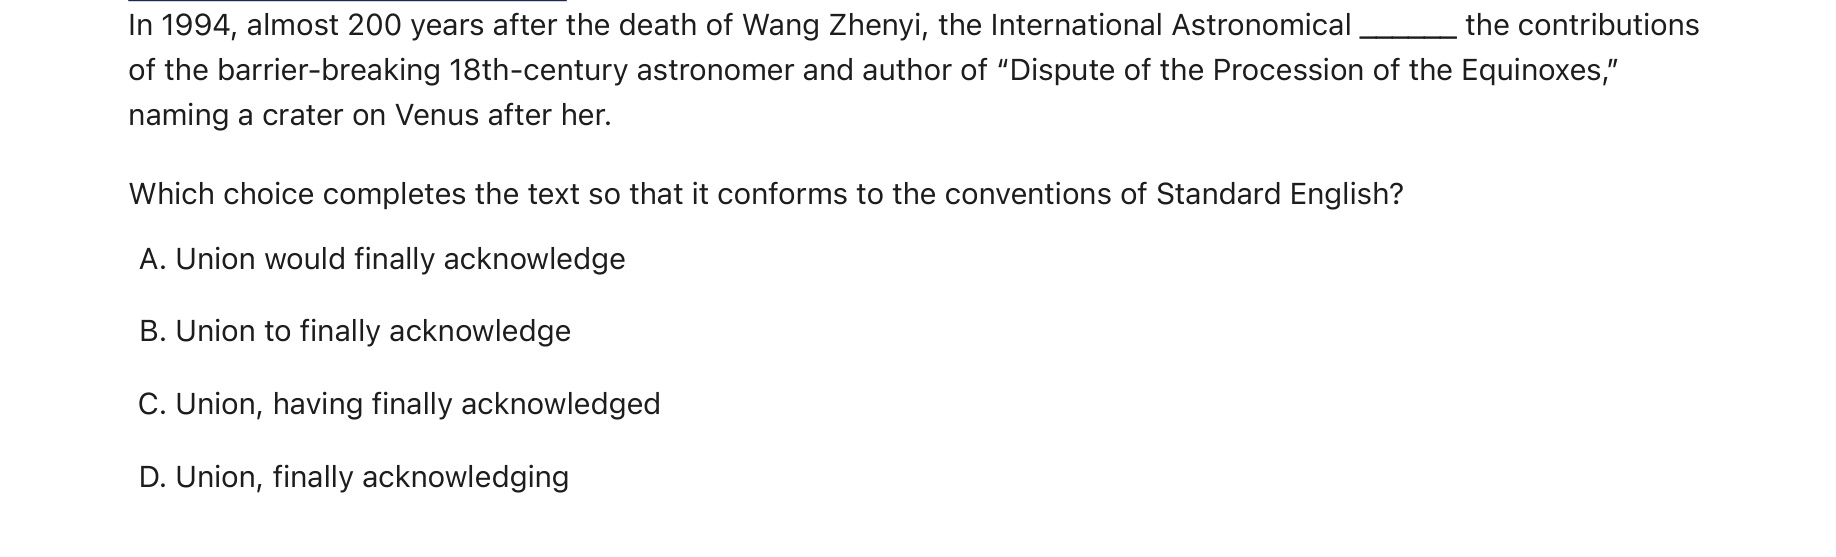 In 1994, almost 200 years after the death of Wang Zhenyi, the International Astronomical ______ the contributions
of the barrier-breaking 18th-century astronomer and author of “Dispute of the Procession of the Equinoxes,”
naming a crater on Venus after her.
Which choice completes the text so that it conforms to the conventions of Standard English?
A. Union would finally acknowledge
B. Union to finally acknowledge
C. Union, having finally acknowledged
D. Union, finally acknowledging